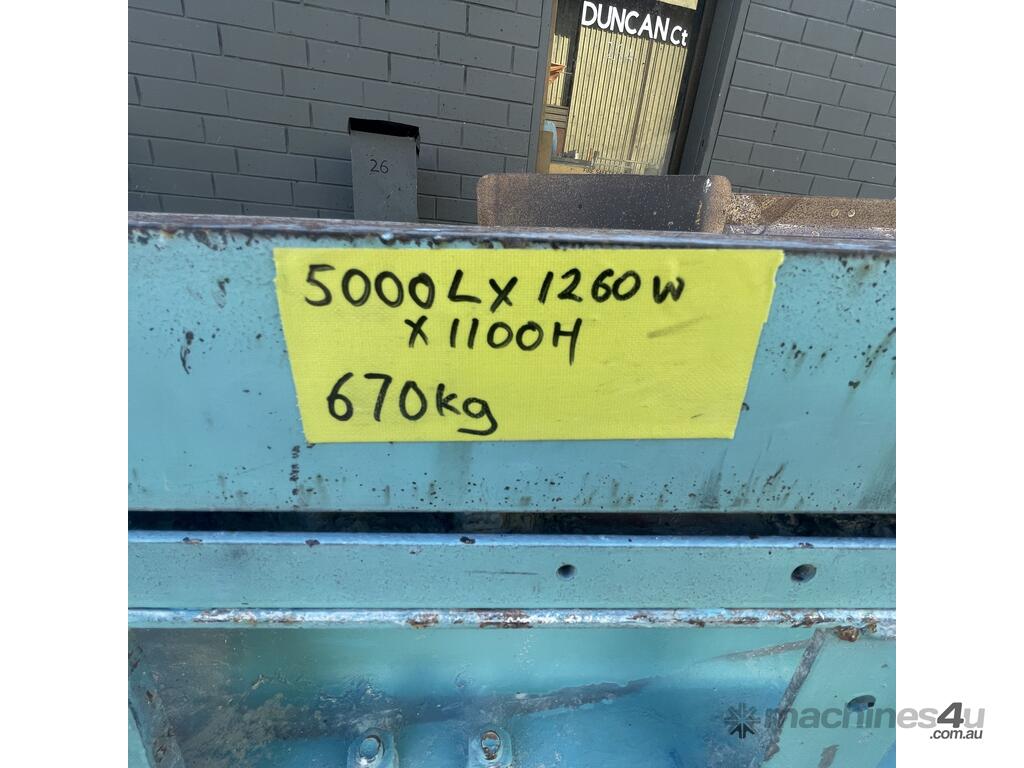 DUNCAN Ct
26
5000L X 1260W
X 1100H
670kg
machines4u
.com.au